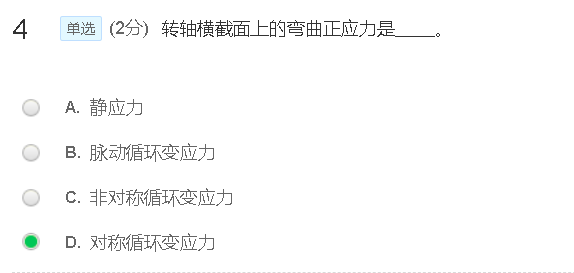 4 单选 (2分) 转轴横截面上的弯曲正应力是____。
A. 静应力
B. 脉动循环变应力
C. 非对称循环变应力
D. 对称循环变应力